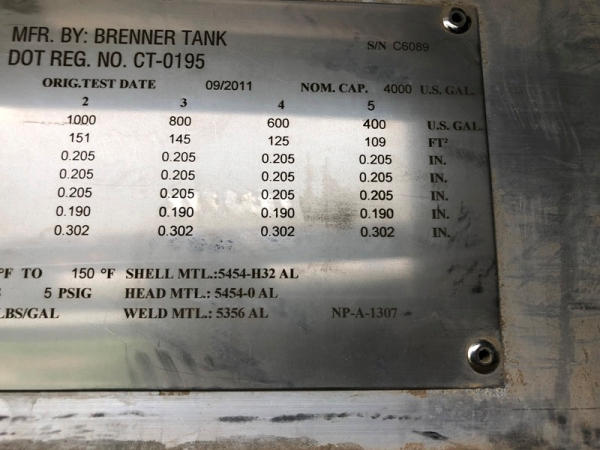 MFR. BY: BRENNER TANK S/N C6089
DOT REG. NO. CT-0195
ORIG.TEST DATE 09/2011 NOM. CAP. 4000 U.S. GAL.
2 3 4 5
1000 800 600 400 U.S. GAL.
151 145 125 109 FT²
0.205 0.205 0.205 0.205 IN.
0.205 0.205 0.205 0.205 IN.
0.205 0.205 0.205 0.205 IN.
0.190 0.190 0.190 0.190 IN.
0.302 0.302 0.302 0.302 IN.
°F TO 150 °F SHELL MTL.:5454-H32 AL
5 PSIG HEAD MTL.: 5454-0 AL
LBS/GAL WELD MTL.: 5356 AL NP-A-1307